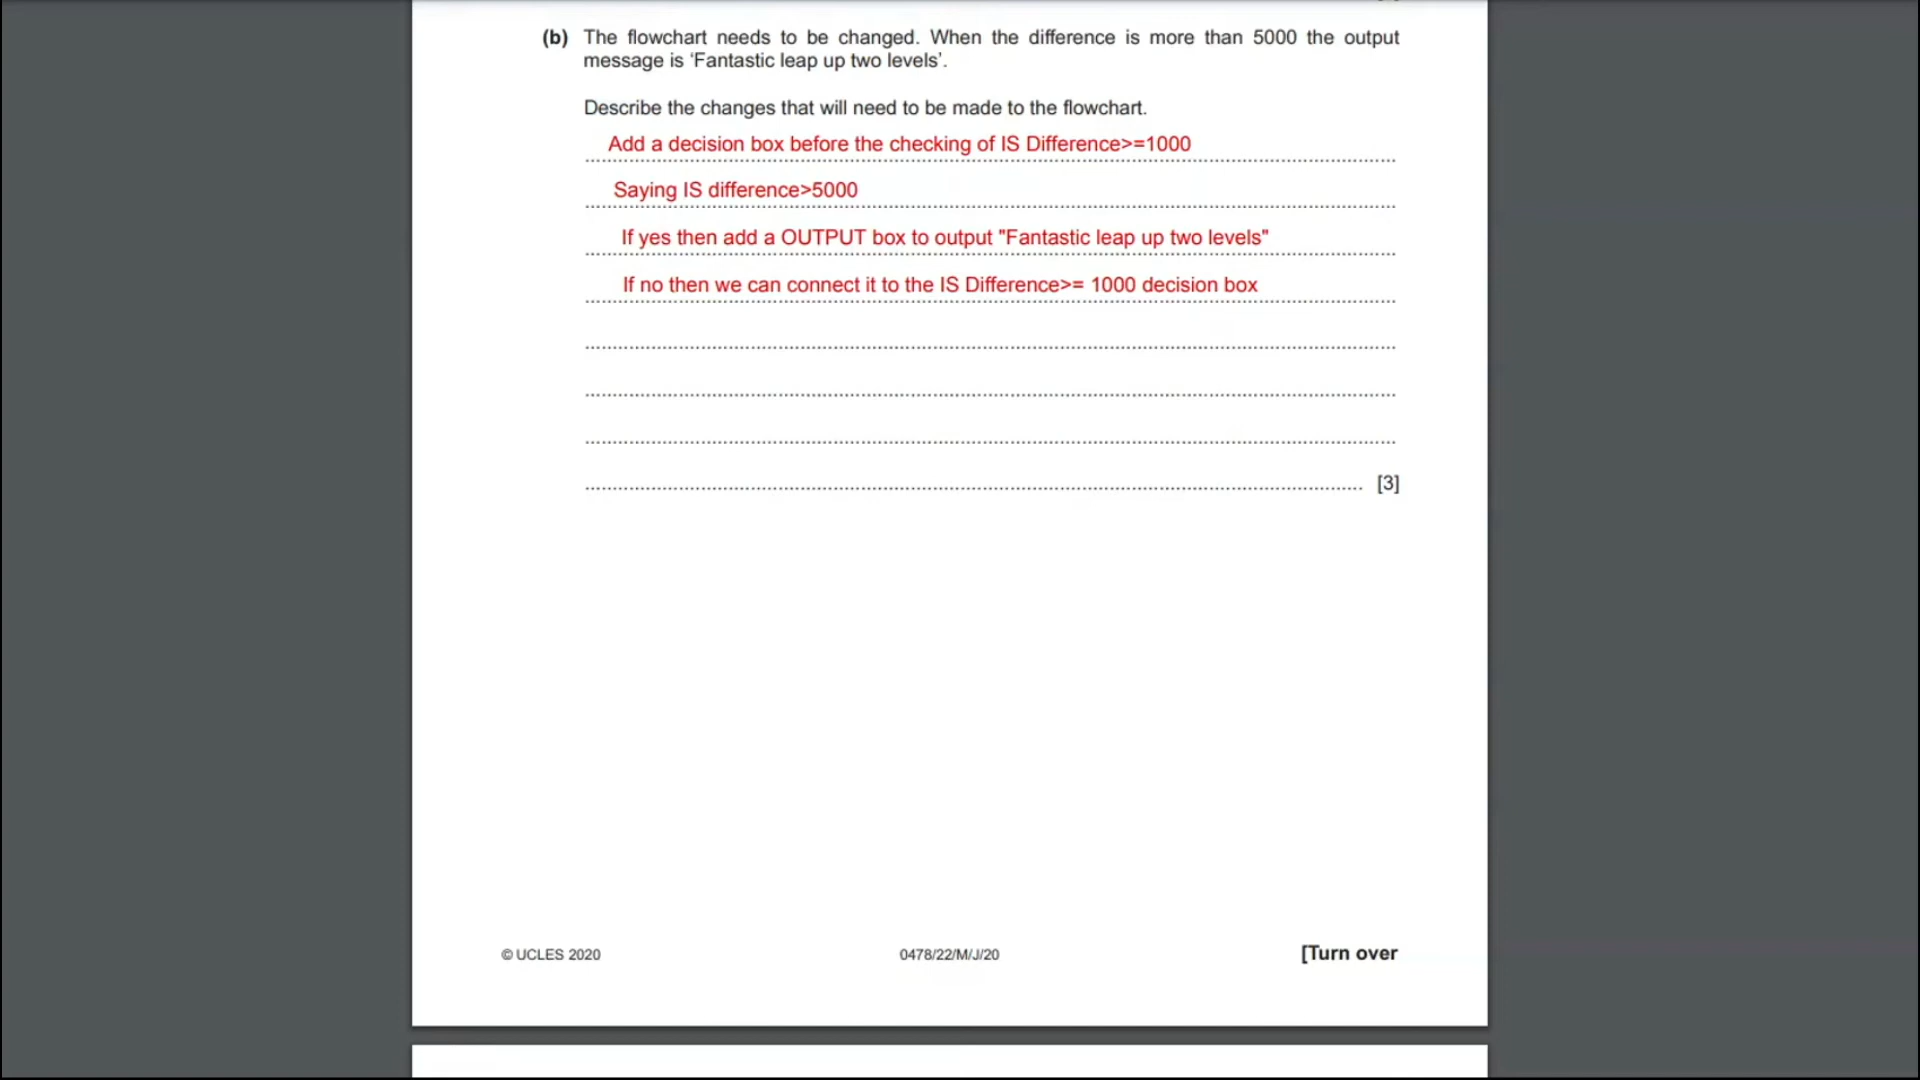 (b) The flowchart needs to be changed. When the difference is more than 5000 the output
message is ‘Fantastic leap up two levels’.
Describe the changes that will need to be made to the flowchart.
Add a decision box before the checking of IS Difference>=1000
Saying IS difference>5000
If yes then add a OUTPUT box to output "Fantastic leap up two levels"
If no then we can connect it to the IS Difference>= 1000 decision box
[3]
© UCLES 2020
0478/22/M/J/20
[Turn over